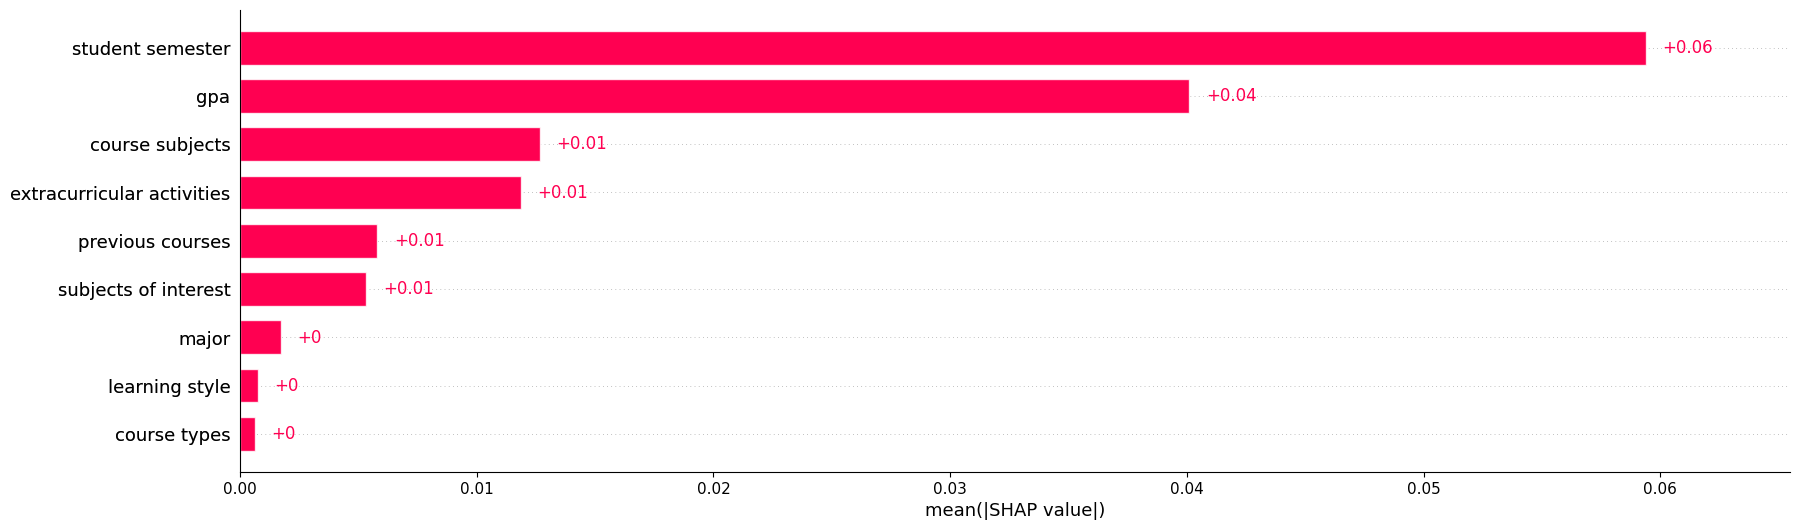 student semester +0.06
gpa +0.04
course subjects +0.01
extracurricular activities +0.01
previous courses +0.01
subjects of interest +0.01
major +0
learning style +0
course types +0
0.00 0.01 0.02 0.03 0.04 0.05 0.06
mean(|SHAP value|)